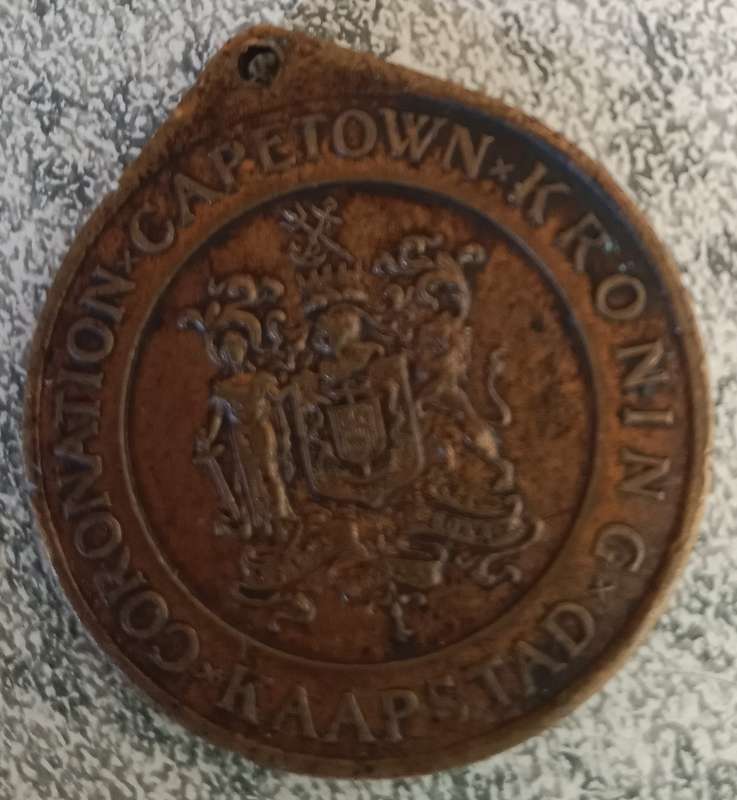 CORONATION × CAPETOWN × KRONING × KAAPSTAD ×